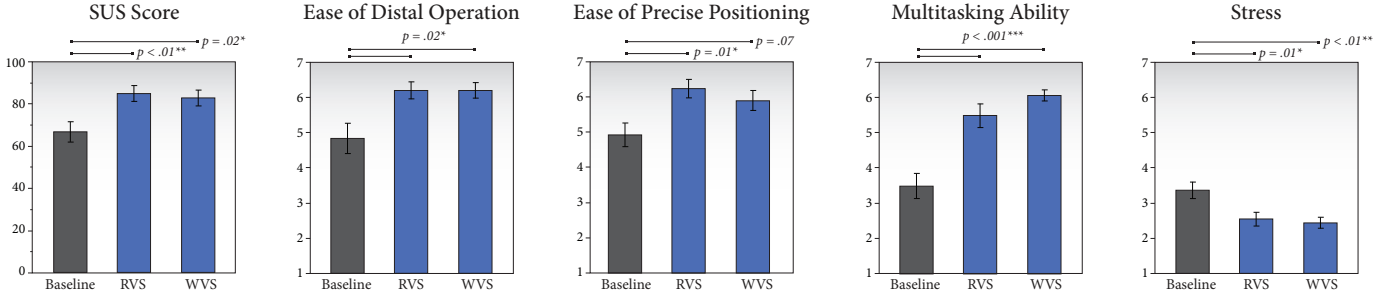 SUS Score
p = .02*
p < .01**
100
80
60
40
20
0
Baseline RVS WVS
Ease of Distal Operation
p = .02*
7
6
5
4
3
2
1
Baseline RVS WVS
Ease of Precise Positioning
p = .07
p = .01*
7
6
5
4
3
2
1
Baseline RVS WVS
Multitasking Ability
p < .001***
7
6
5
4
3
2
1
Baseline RVS WVS
Stress
p < .01**
p = .01*
7
6
5
4
3
2
1
Baseline RVS WVS